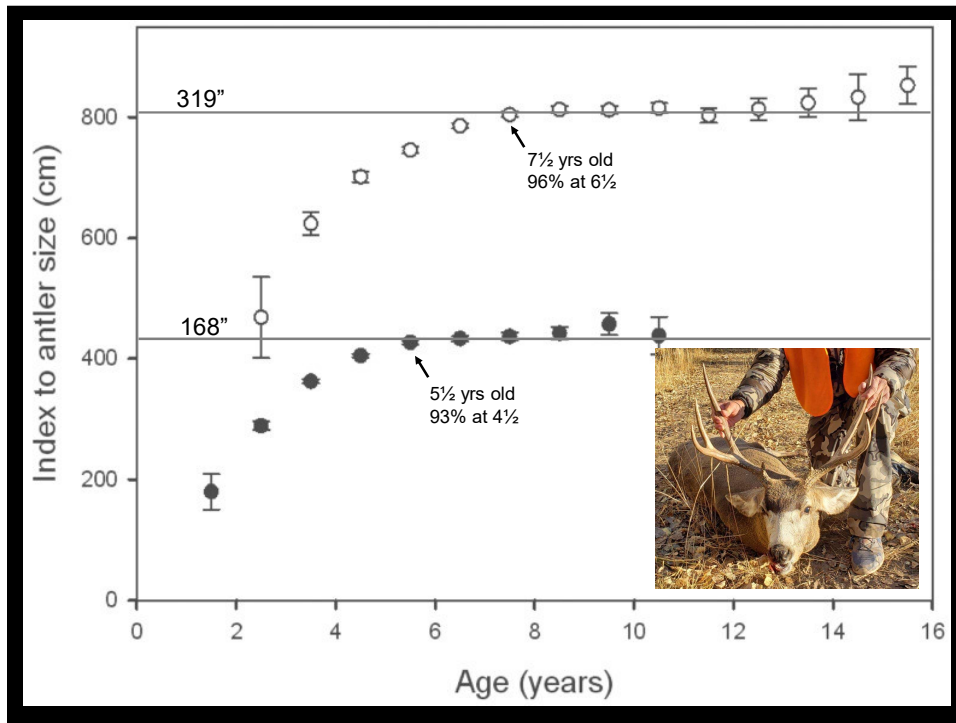 319”
7½ yrs old
96% at 6½
168”
5½ yrs old
93% at 4½
Index to antler size (cm)
800
600
400
200
0
0 2 4 6 8 10 12 14 16
Age (years)